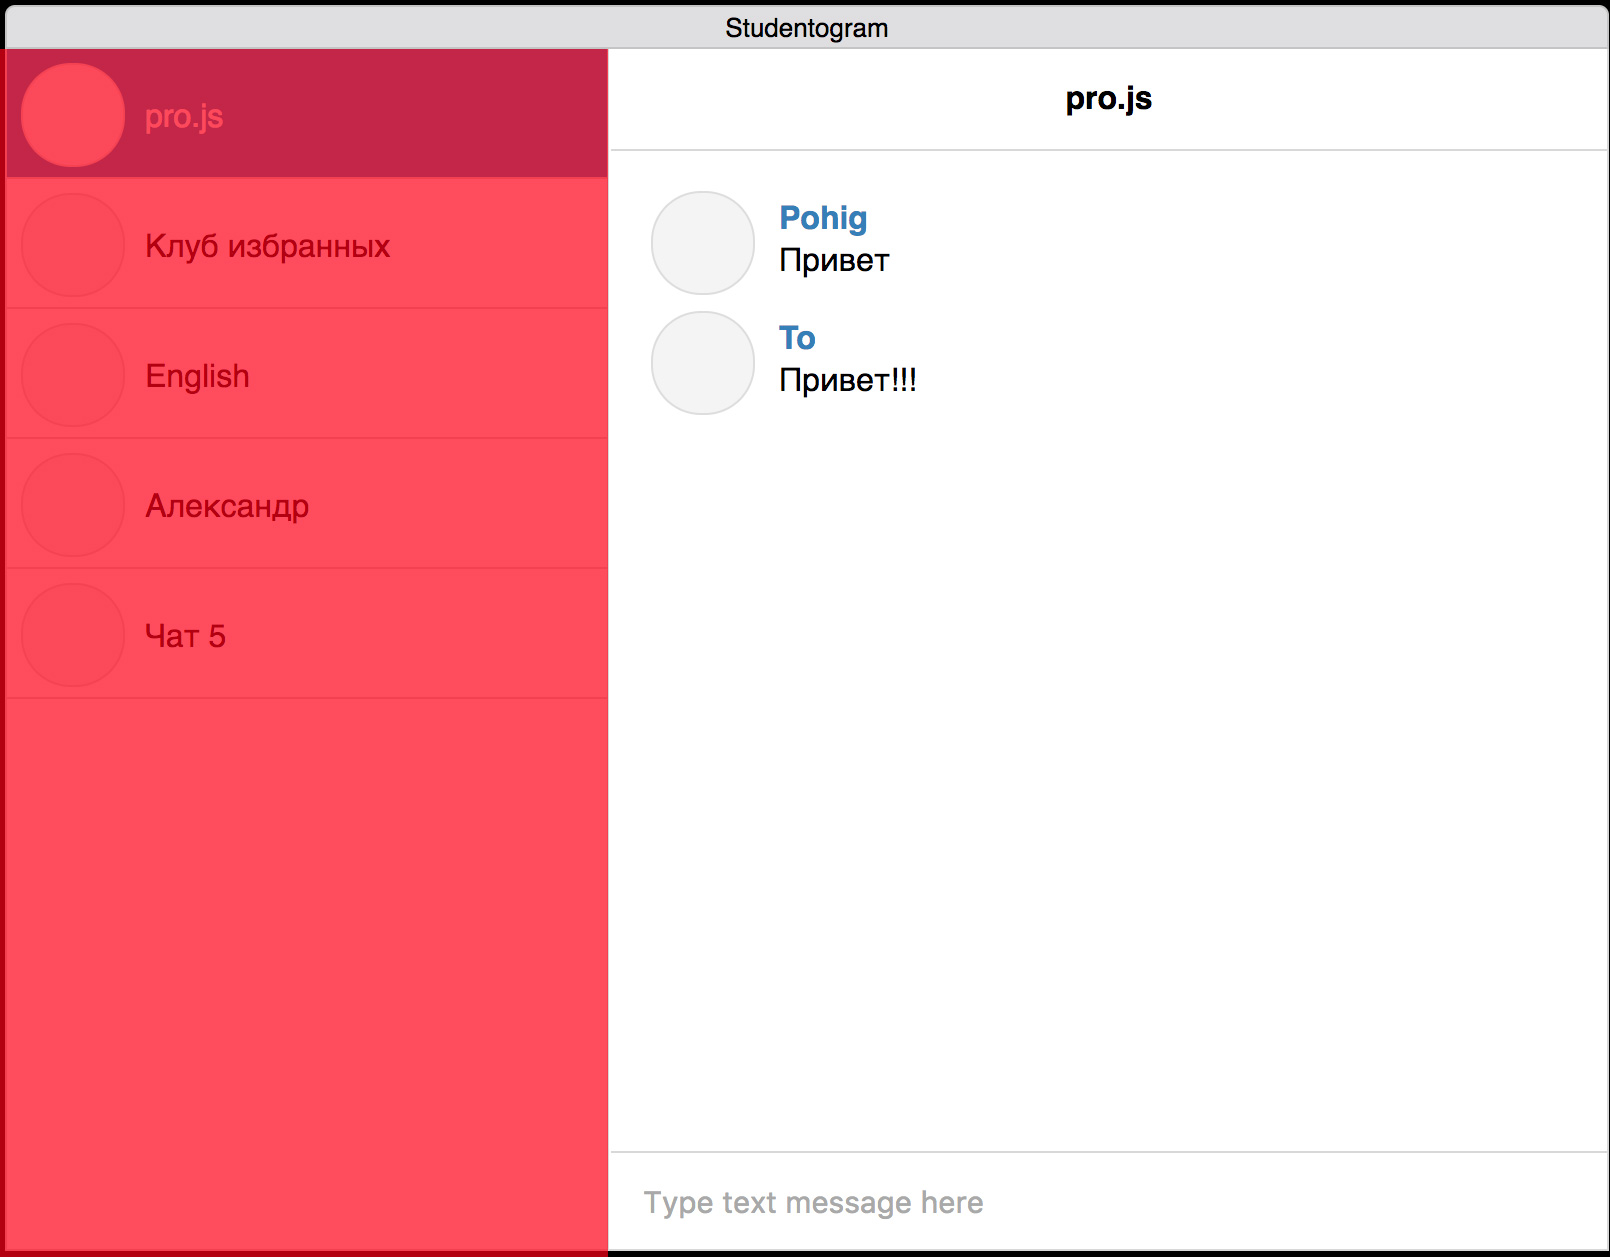 Studentogram
pro.js
Клуб избранных
English
Александр
Чат 5
pro.js
Pohig
Привет
To
Привет!!!
Type text message here